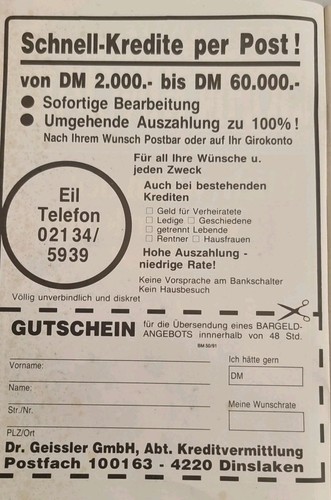 Schnell-Kredite per Post!
von DM 2.000.- bis DM 60.000.-
● Sofortige Bearbeitung
● Umgehende Auszahlung zu 100%!
Nach Ihrem Wunsch Postbar oder auf Ihr Girokonto
Für all Ihre Wünsche u.
jeden Zweck
Auch bei bestehenden
Krediten
□ Geld für Verheiratete
□ Ledige □ Geschiedene
□ getrennt Lebende
□ Rentner □ Hausfrauen
Hohe Auszahlung -
niedrige Rate!
Keine Vorsprache am Bankschalter
Kein Hausbesuch
Eil
Telefon
02134/
5939
Völlig unverbindlich und diskret
GUTSCHEIN für die Übersendung eines BARGELD-
ANGEBOTS innnerhalb von 48 Std.
BM 50/91
Vorname:
Name:
Str./Nr.
PLZ/Ort
Ich hätte gern
DM
Meine Wunschrate
Dr. Geissler GmbH, Abt. Kreditvermittlung
Postfach 100163 - 4220 Dinslaken